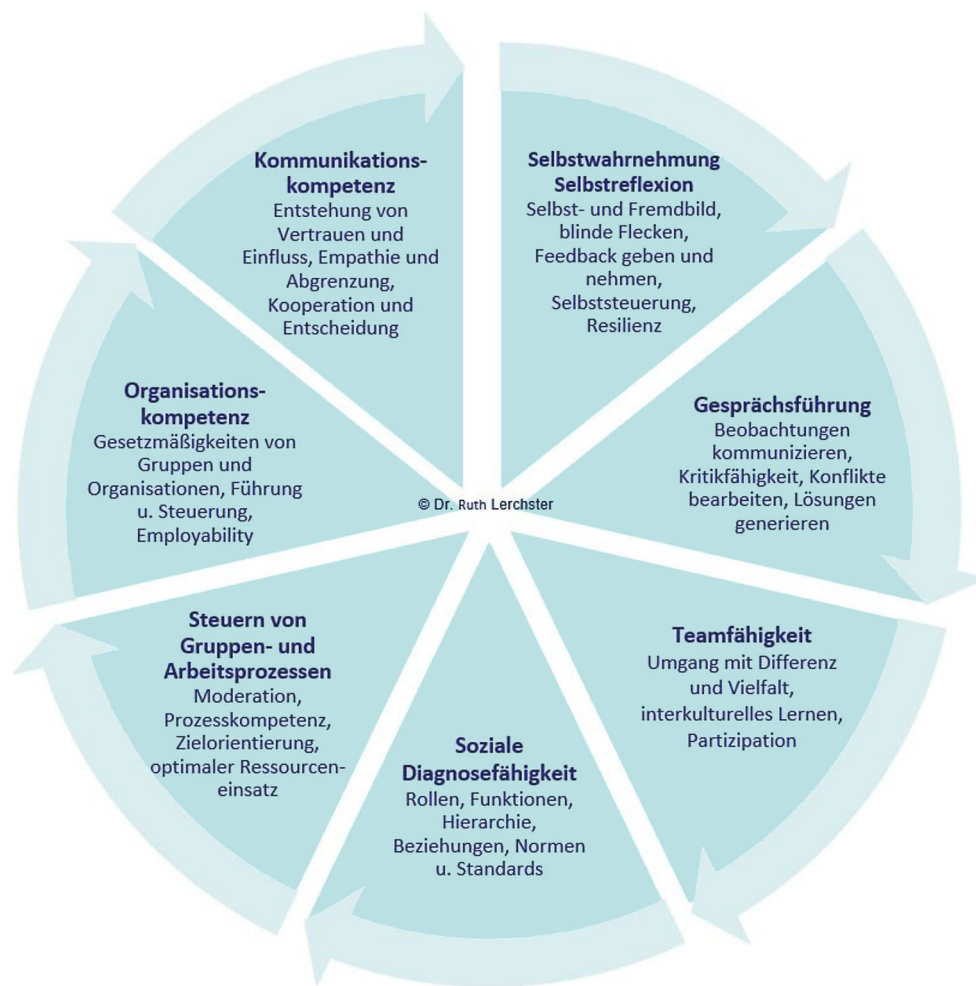 Kommunikations-
kompetenz
Entstehung von
Vertrauen und
Einfluss, Empathie und
Abgrenzung,
Kooperation und
Entscheidung
Selbstwahrnehmung
Selbstreflexion
Selbst- und Fremdbild,
blinde Flecken,
Feedback geben und
nehmen,
Selbststeuerung,
Resilienz
Gesprächsführung
Beobachtungen
kommunizieren,
Kritikfähigkeit, Konflikte
bearbeiten, Lösungen
generieren
Teamfähigkeit
Umgang mit Differenz
und Vielfalt,
interkulturelles Lernen,
Partizipation
Soziale
Diagnosefähigkeit
Rollen, Funktionen,
Hierarchie,
Beziehungen, Normen
u. Standards
Steuern von
Gruppen- und
Arbeitsprozessen
Moderation,
Prozesskompetenz,
Zielorientierung,
optimaler Ressourcen-
einsatz
Organisations-
kompetenz
Gesetzmäßigkeiten von
Gruppen und
Organisationen, Führung
u. Steuerung,
Employability
© Dr. Ruth Lerchster